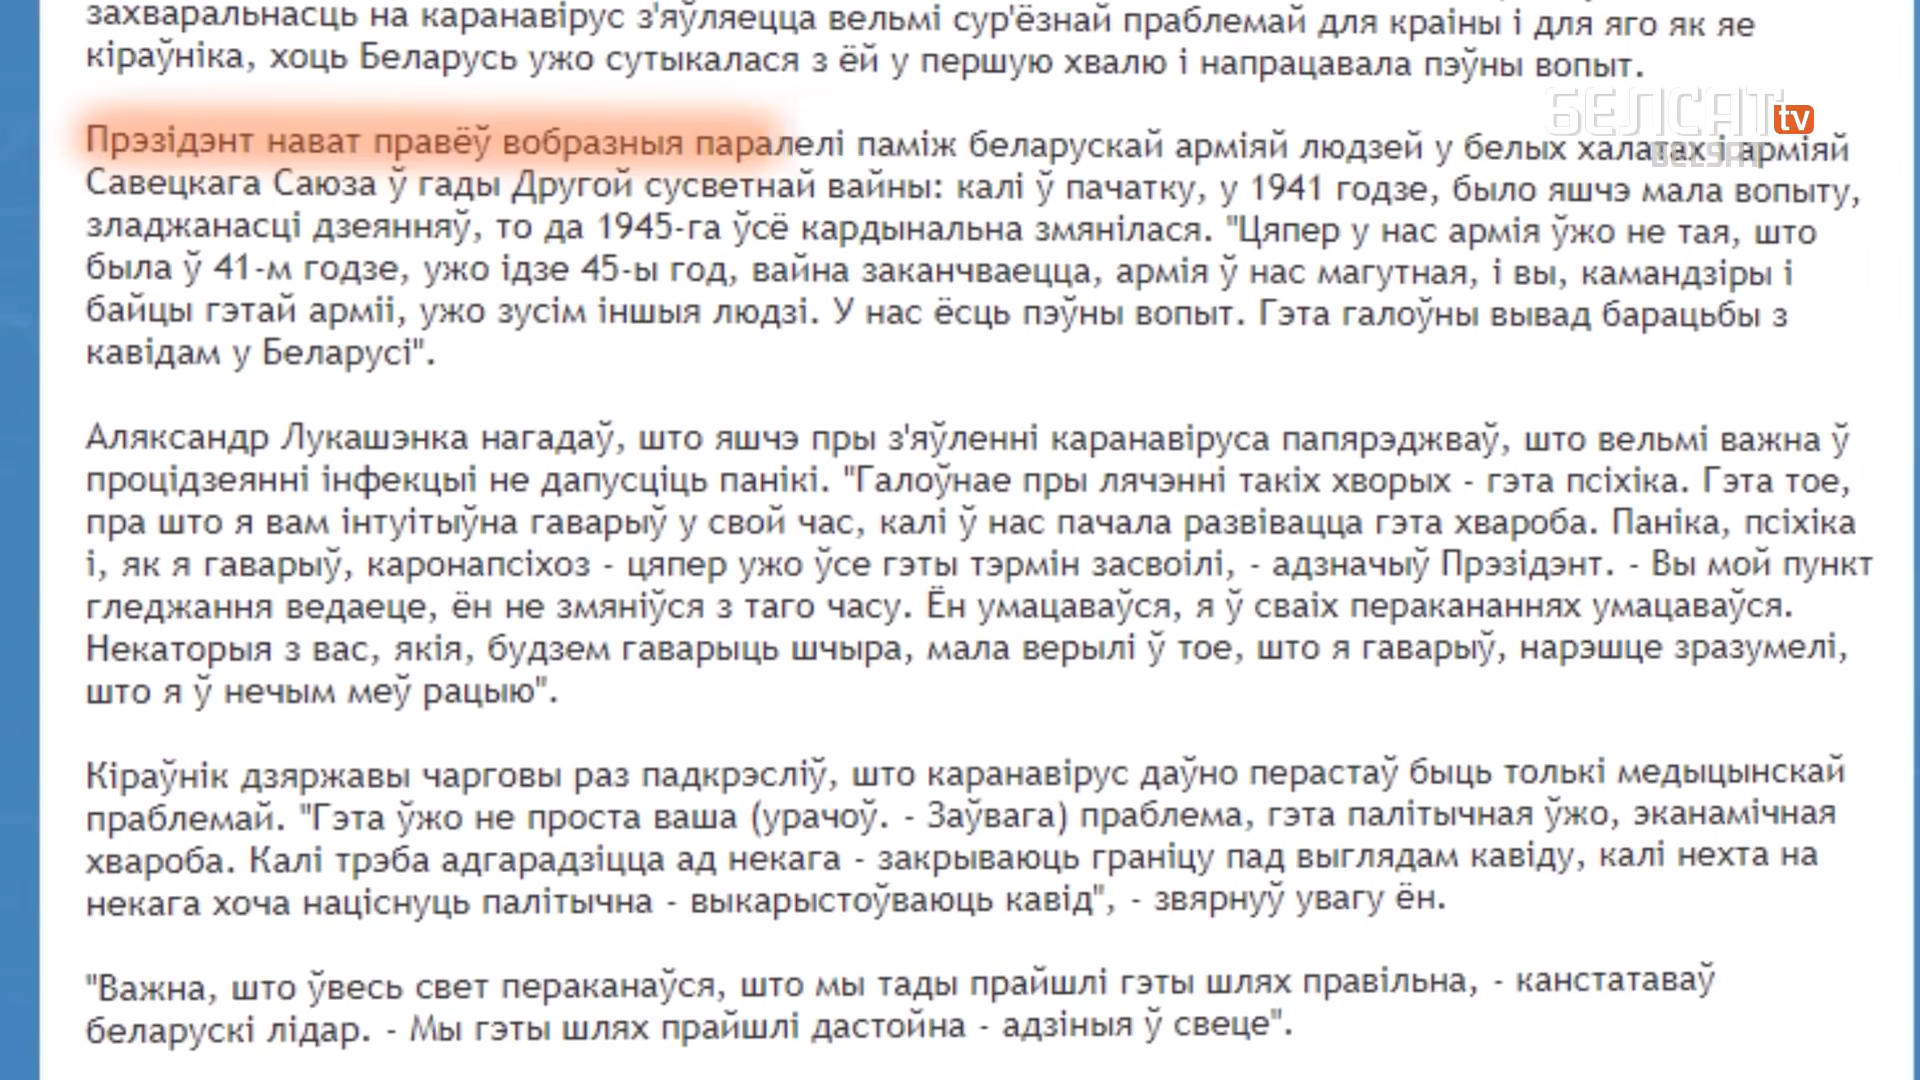 захваральнасць на каранавірус з'яўляецца вельмі сур'ёзнай праблемай для краіны і для яго як яе
кіраўніка, хоць Беларусь ужо сутыкалася з ёй у першую хвалю і напрацавала пэўны вопыт.
БЕЛСАТ tv
BELSAT
Прэзідэнт нават правёў вобразныя паралелі паміж беларускай арміяй людзей у белых халатах і арміяй
Савецкага Саюза ў гады Другой сусветнай вайны: калі ў пачатку, у 1941 годзе, было яшчэ мала вопыту,
зладжанасці дзеянняў, то да 1945-га ўсё кардынальна змянілася. "Цяпер у нас армія ўжо не тая, што
была ў 41-м годзе, ужо ідзе 45-ы год, вайна заканчваецца, армія ў нас магутная, і вы, камандзіры і
байцы гэтай арміі, ужо зусім іншыя людзі. У нас ёсць пэўны вопыт. Гэта галоўны вывад барацьбы з
кавідам у Беларусі".
Аляксандр Лукашэнка нагадаў, што яшчэ пры з'яўленні каранавіруса папярэджваў, што вельмі важна ў
процідзеянні інфекцыі не дапусціць панікі. "Галоўнае пры лячэнні такіх хворых - гэта псіхіка. Гэта тое,
пра што я вам інтуітыўна гаварыў у свой час, калі ў нас пачала развівацца гэта хвароба. Паніка, псіхіка
і, як я гаварыў, каронапсіхоз - цяпер ужо ўсе гэты тэрмін засвоілі, - адзначыў Прэзідэнт. - Вы мой пункт
гледжання ведаеце, ён не змяніўся з таго часу. Ён умацаваўся, я ў сваіх перакананнях умацаваўся.
Некаторыя з вас, якія, будзем гаварыць шчыра, мала верылі ў тое, што я гаварыў, нарэшце зразумелі,
што я ў нечым меў рацыю".
Кіраўнік дзяржавы чарговы раз падкрэсліў, што каранавірус даўно перастаў быць толькі медыцынскай
праблемай. "Гэта ўжо не проста ваша (урачоў. - Заўвага) праблема, гэта палітычная ўжо, эканамічная
хвароба. Калі трэба адгарадзіцца ад некага - закрываюць граніцу пад выглядам кавіду, калі нехта на
некага хоча націснуць палітычна - выкарыстоўваюць кавід", - звярнуў увагу ён.
"Важна, што ўвесь свет пераканаўся, што мы тады прайшлі гэты шлях правільна, - канстатаваў
беларускі лідар. - Мы гэты шлях прайшлі дастойна - адзіныя ў свеце".